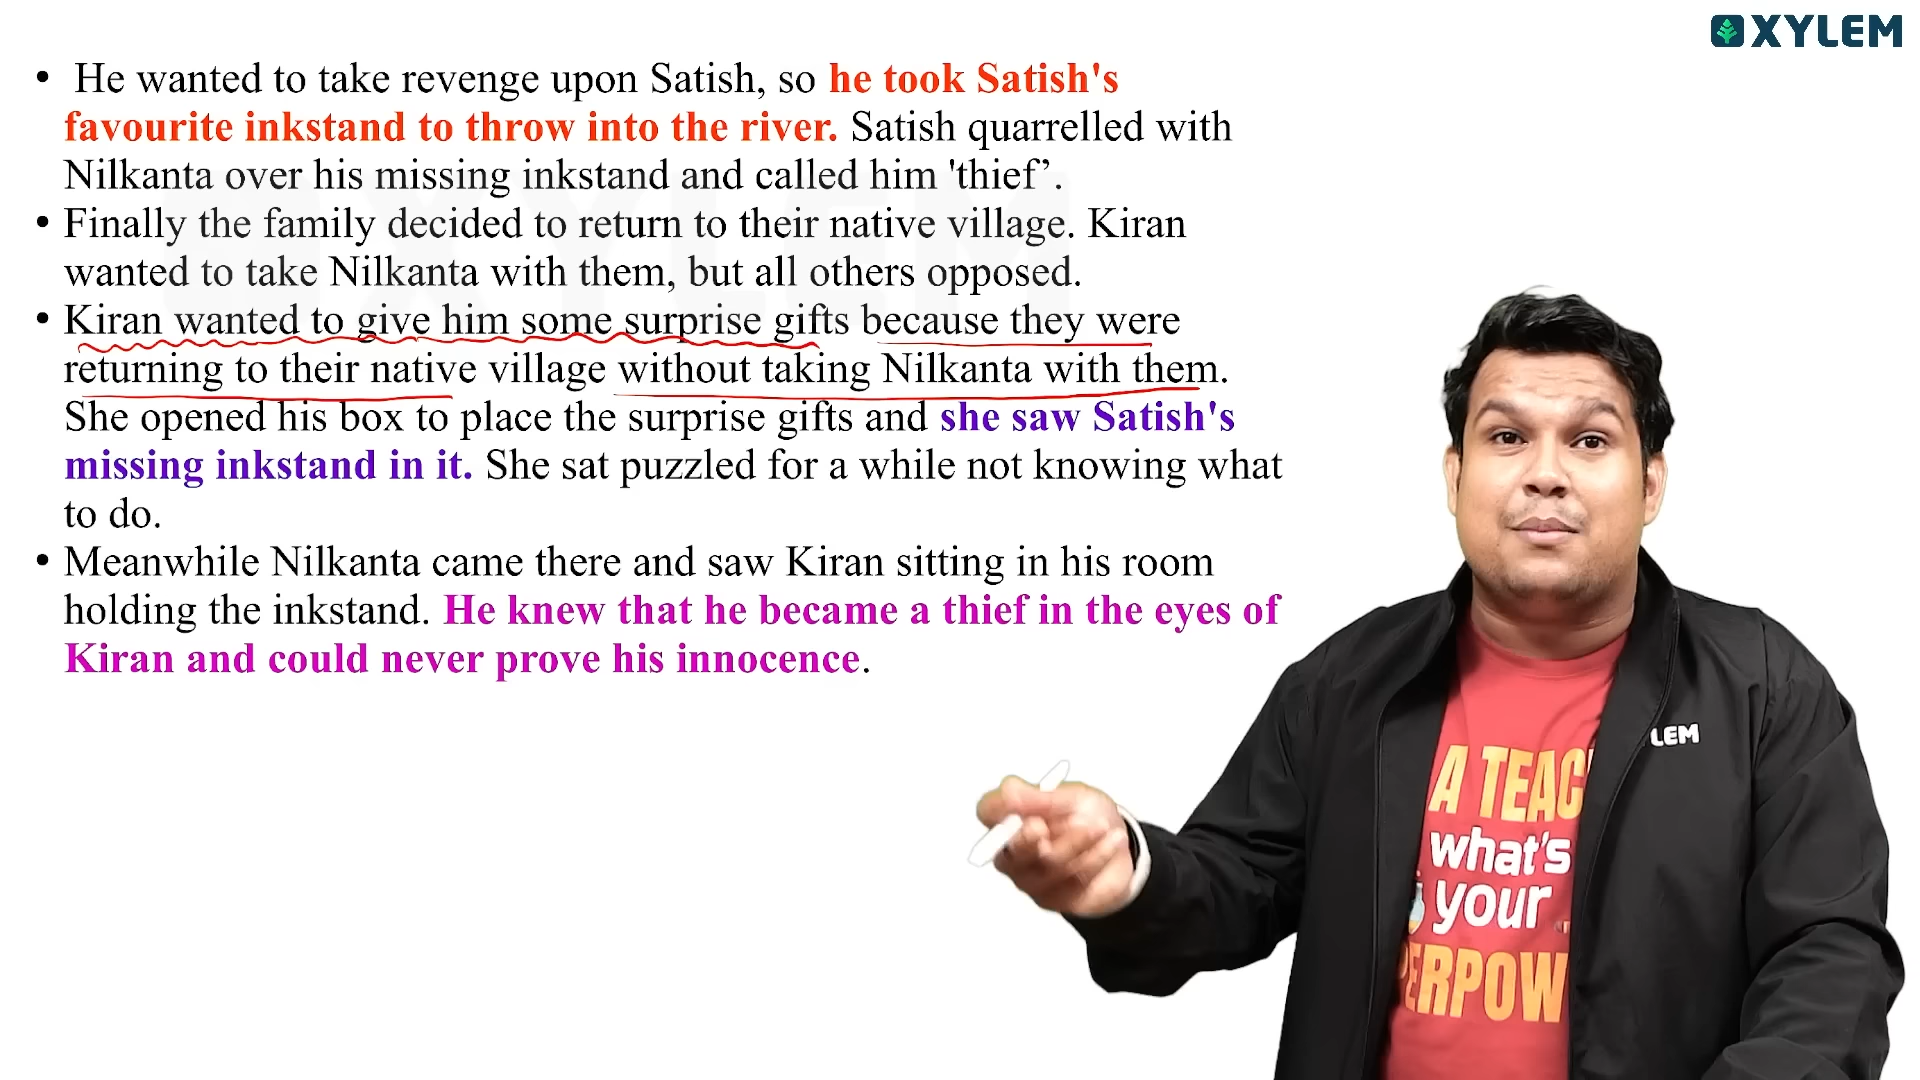 XYLEM
• He wanted to take revenge upon Satish, so he took Satish's
favourite inkstand to throw into the river. Satish quarrelled with
Nilkanta over his missing inkstand and called him 'thief’.
• Finally the family decided to return to their native village. Kiran
wanted to take Nilkanta with them, but all others opposed.
• Kiran wanted to give him some surprise gifts because they were
returning to their native village without taking Nilkanta with them.
She opened his box to place the surprise gifts and she saw Satish's
missing inkstand in it. She sat puzzled for a while not knowing what
to do.
• Meanwhile Nilkanta came there and saw Kiran sitting in his room
holding the inkstand. He knew that he became a thief in the eyes of
Kiran and could never prove his innocence.
LEM
A TEAC
what's
your
ERPOW